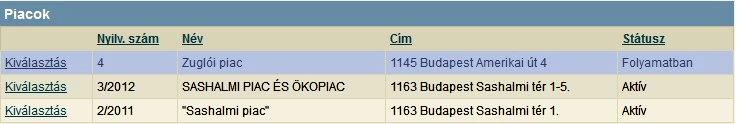 Piacok
Nyilv. szám Név Cím Státusz
Kiválasztás 4 Zuglói piac 1145 Budapest Amerikai út 4 Folyamatban
Kiválasztás 3/2012 SASHALMI PIAC ÉS ÖKOPIAC 1163 Budapest Sashalmi tér 1-5. Aktív
Kiválasztás 2/2011 "Sashalmi piac" 1163 Budapest Sashalmi tér 1. Aktív